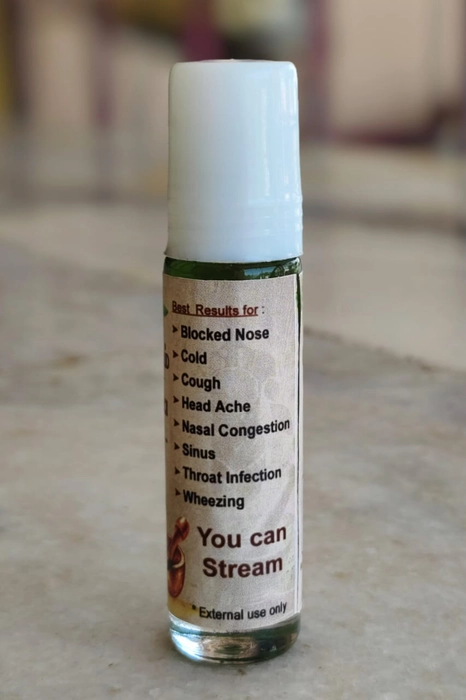 Best Results for :
➤ Blocked Nose
➤ Cold
➤ Cough
➤ Head Ache
➤ Nasal Congestion
➤ Sinus
➤ Throat Infection
➤ Wheezing
You can
Stream
* External use only